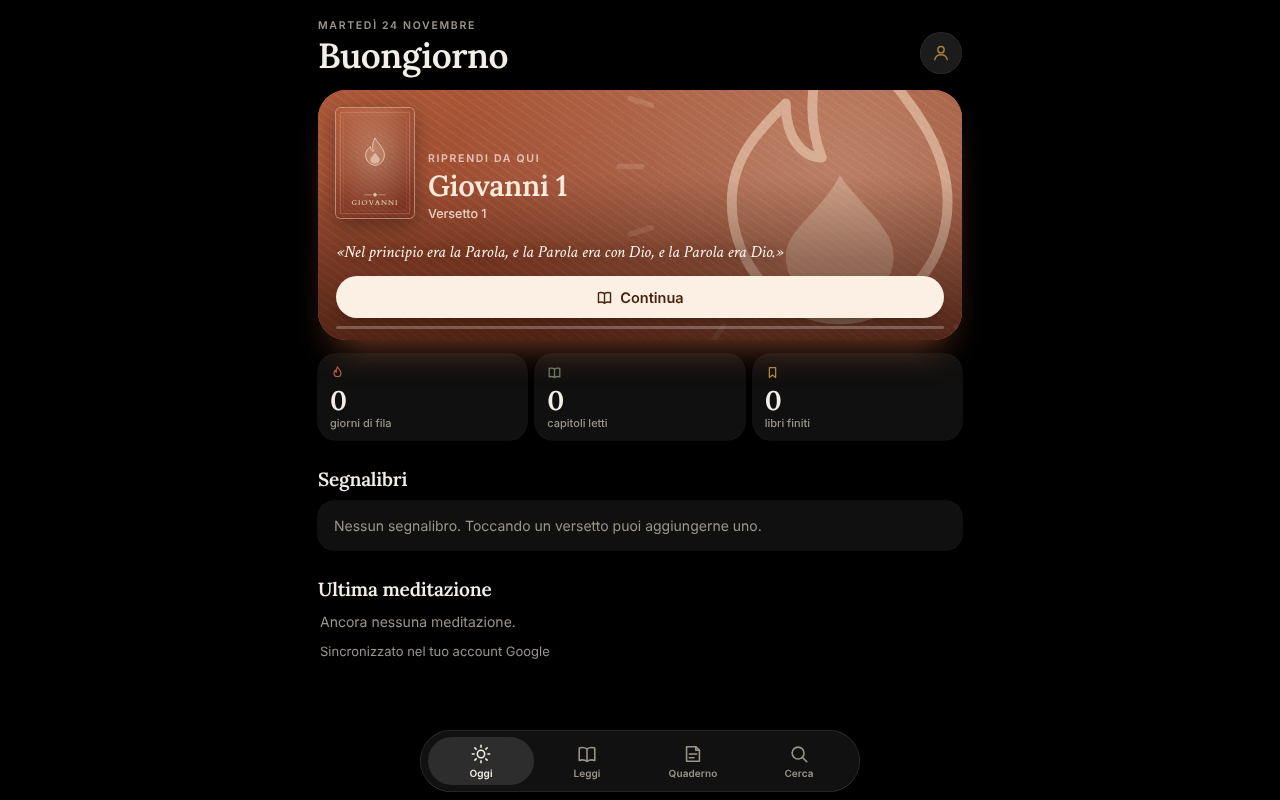 MARTEDÌ 24 NOVEMBRE
Buongiorno
GIOVANNI
RIPRENDI DA QUI
Giovanni 1
Versetto 1
«Nel principio era la Parola, e la Parola era con Dio, e la Parola era Dio.»
Continua
0
giorni di fila
0
capitoli letti
0
libri finiti
Segnalibri
Nessun segnalibro. Toccando un versetto puoi aggiungerne uno.
Ultima meditazione
Ancora nessuna meditazione.
Sincronizzato nel tuo account Google
Oggi
Leggi
Quaderno
Cerca